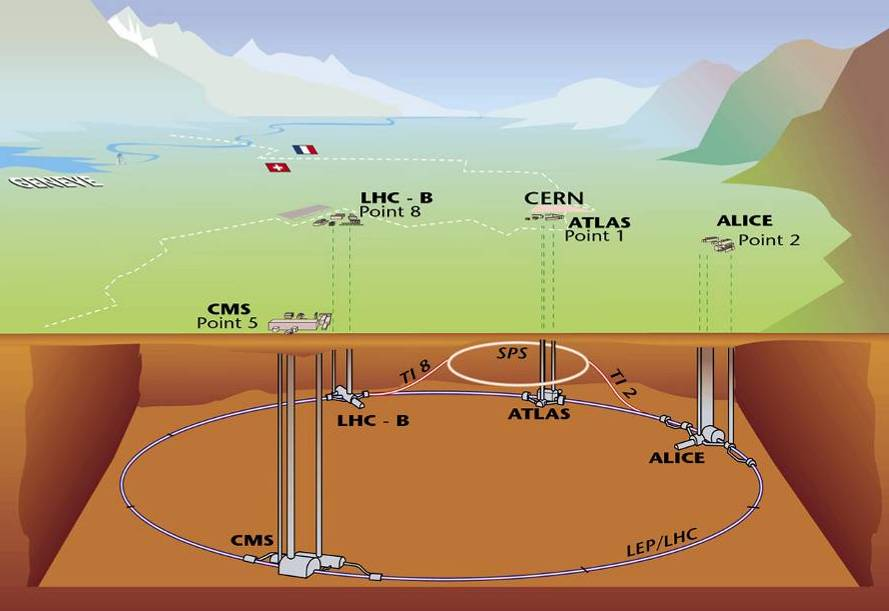 GENEVE
LHC - B
Point 8
CERN
ATLAS
Point 1
ALICE
Point 2
CMS
Point 5
SPS
TI 8
TI 2
LHC - B
ATLAS
ALICE
CMS
LEP/LHC